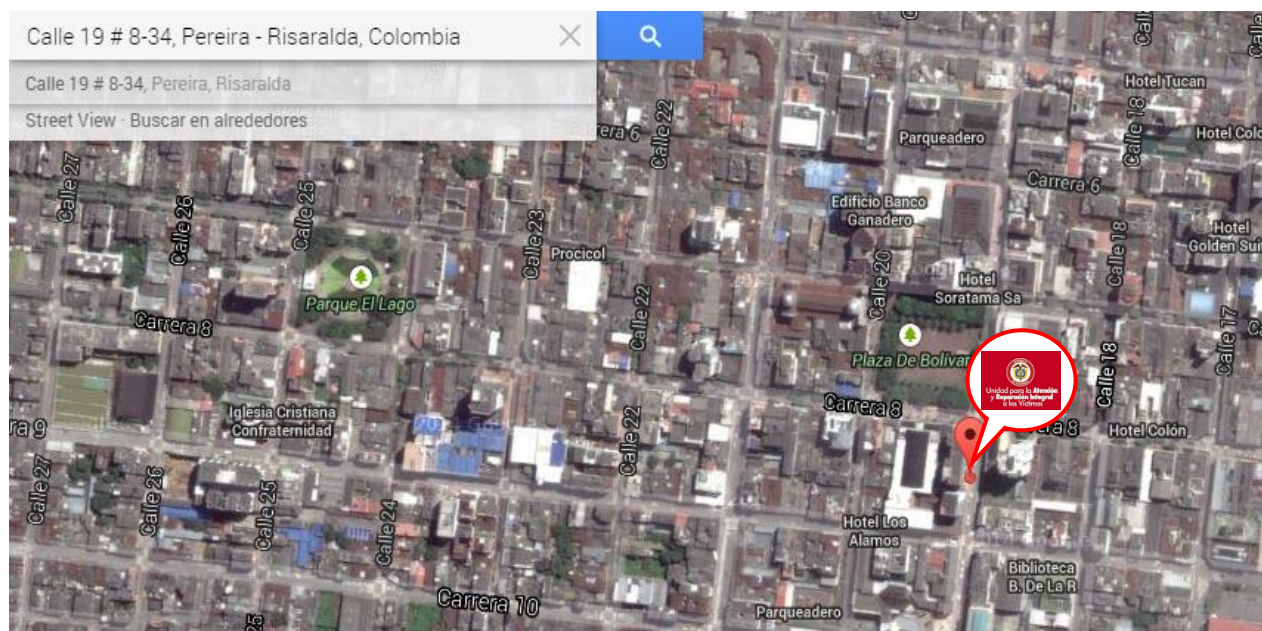 Calle 19 # 8-34, Pereira - Risaralda, Colombia
Calle 19 # 8-34, Pereira, Risaralda
Street View · Buscar en alrededores
Hotel Tucan
Calle 22
Calle 18
Parqueadero
Hotel Colo
rera 6
Carrera 6
Calle 27
Calle 26
Calle 25
Calle 23
Edificio Banco
Ganadero
Calle 18
Hotel
Golden Suit
Procicol
Calle 20
Hotel
Soratama Sa
Parque El Lago
Carrera 8
Calle 22
Calle 17
Plaza De Bolivar
Calle 18
Unidad para la Atención
y Reparación Integral
a las Víctimas
Carrera 8
era 8
Hotel Colón
Iglesia Cristiana
Confraternidad
ra 9
Calle 22
Calle 27
Calle 26
Calle 25
Calle 24
Hotel Los
Alamos
Biblioteca
B. De La R
Carrera 10
Parqueadero
25